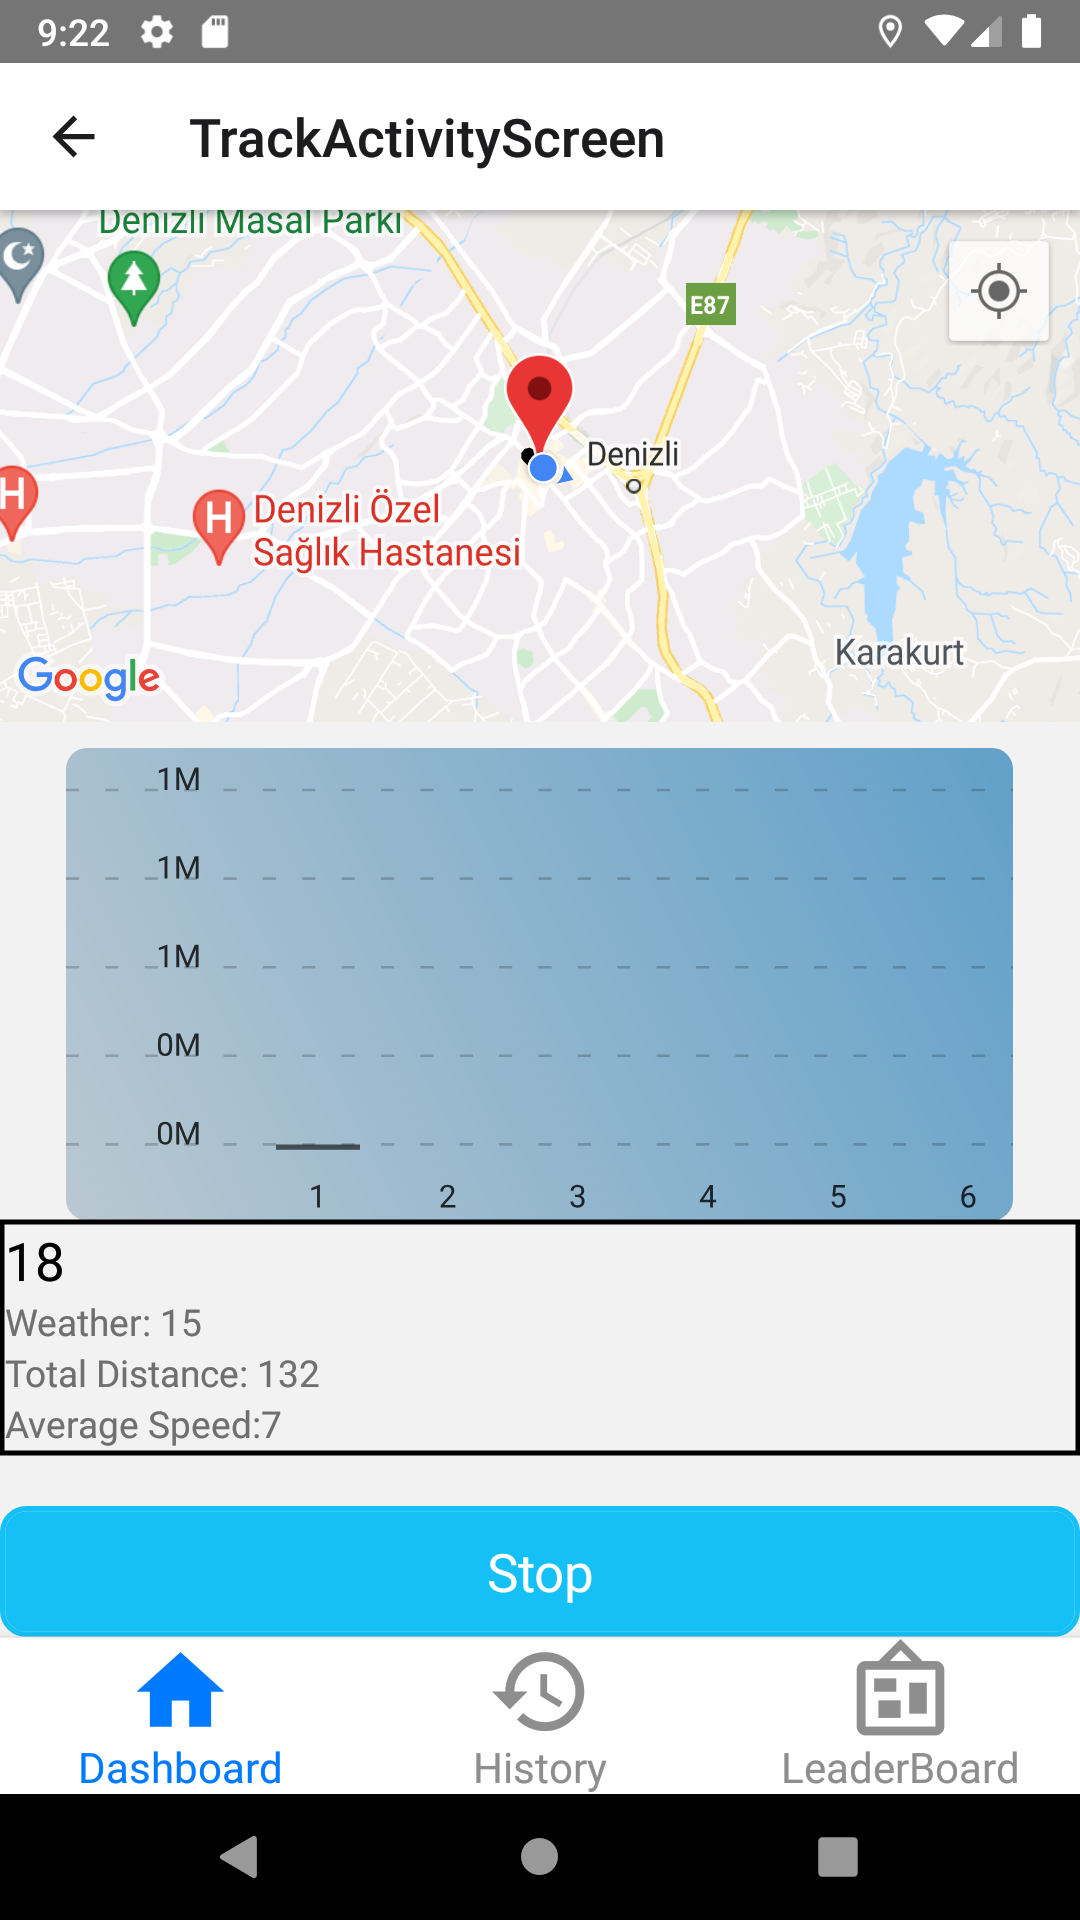 9:22
TrackActivityScreen
Denizli Masal Parkı
E87
Denizli
H
H
Denizli Özel
Sağlık Hastanesi
Karakurt
Google
1M
1M
1M
0M
0M
1 2 3 4 5 6
18
Weather: 15
Total Distance: 132
Average Speed:7
Stop
Dashboard History LeaderBoard